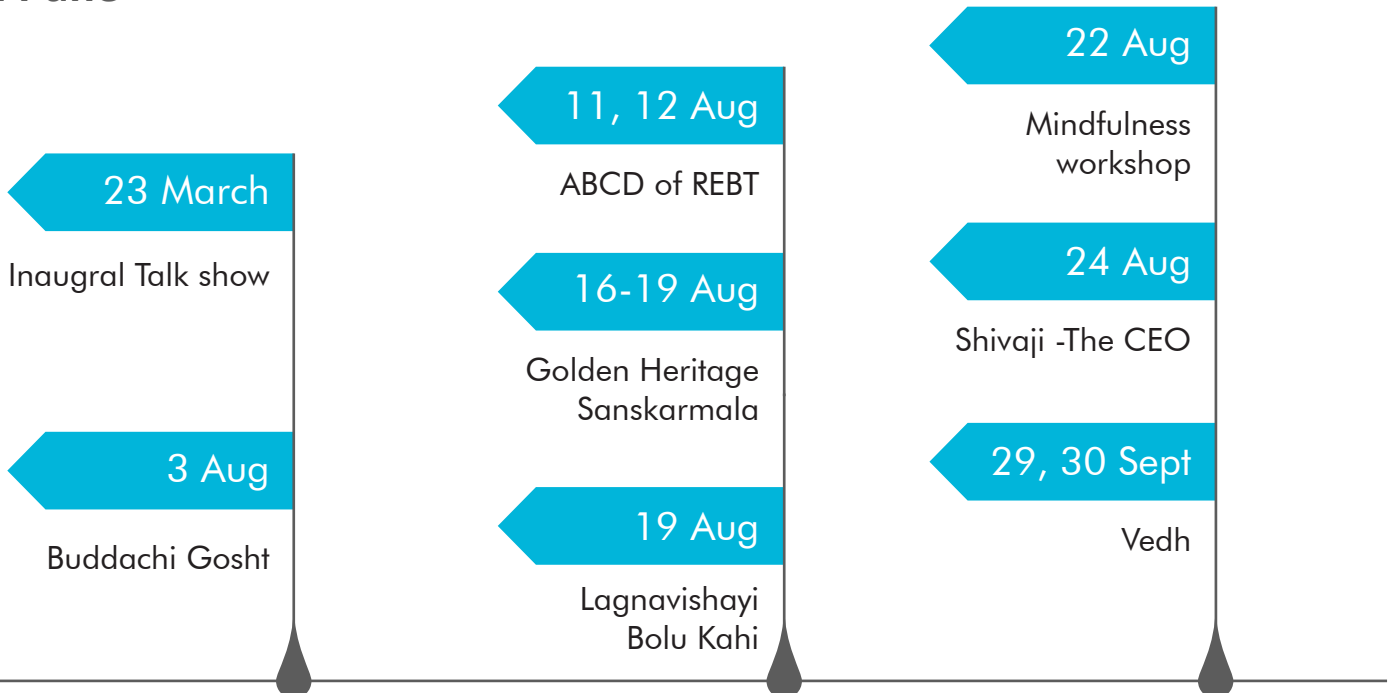 23 March
Inaugral Talk show
3 Aug
Buddachi Gosht
11, 12 Aug
ABCD of REBT
16-19 Aug
Golden Heritage
Sanskarmala
19 Aug
Lagnavishayi
Bolu Kahi
22 Aug
Mindfulness
workshop
24 Aug
Shivaji -The CEO
29, 30 Sept
Vedh